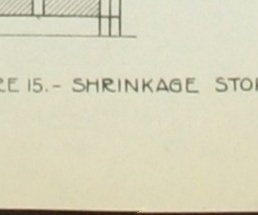 RE 15.- SHRINKAGE STO